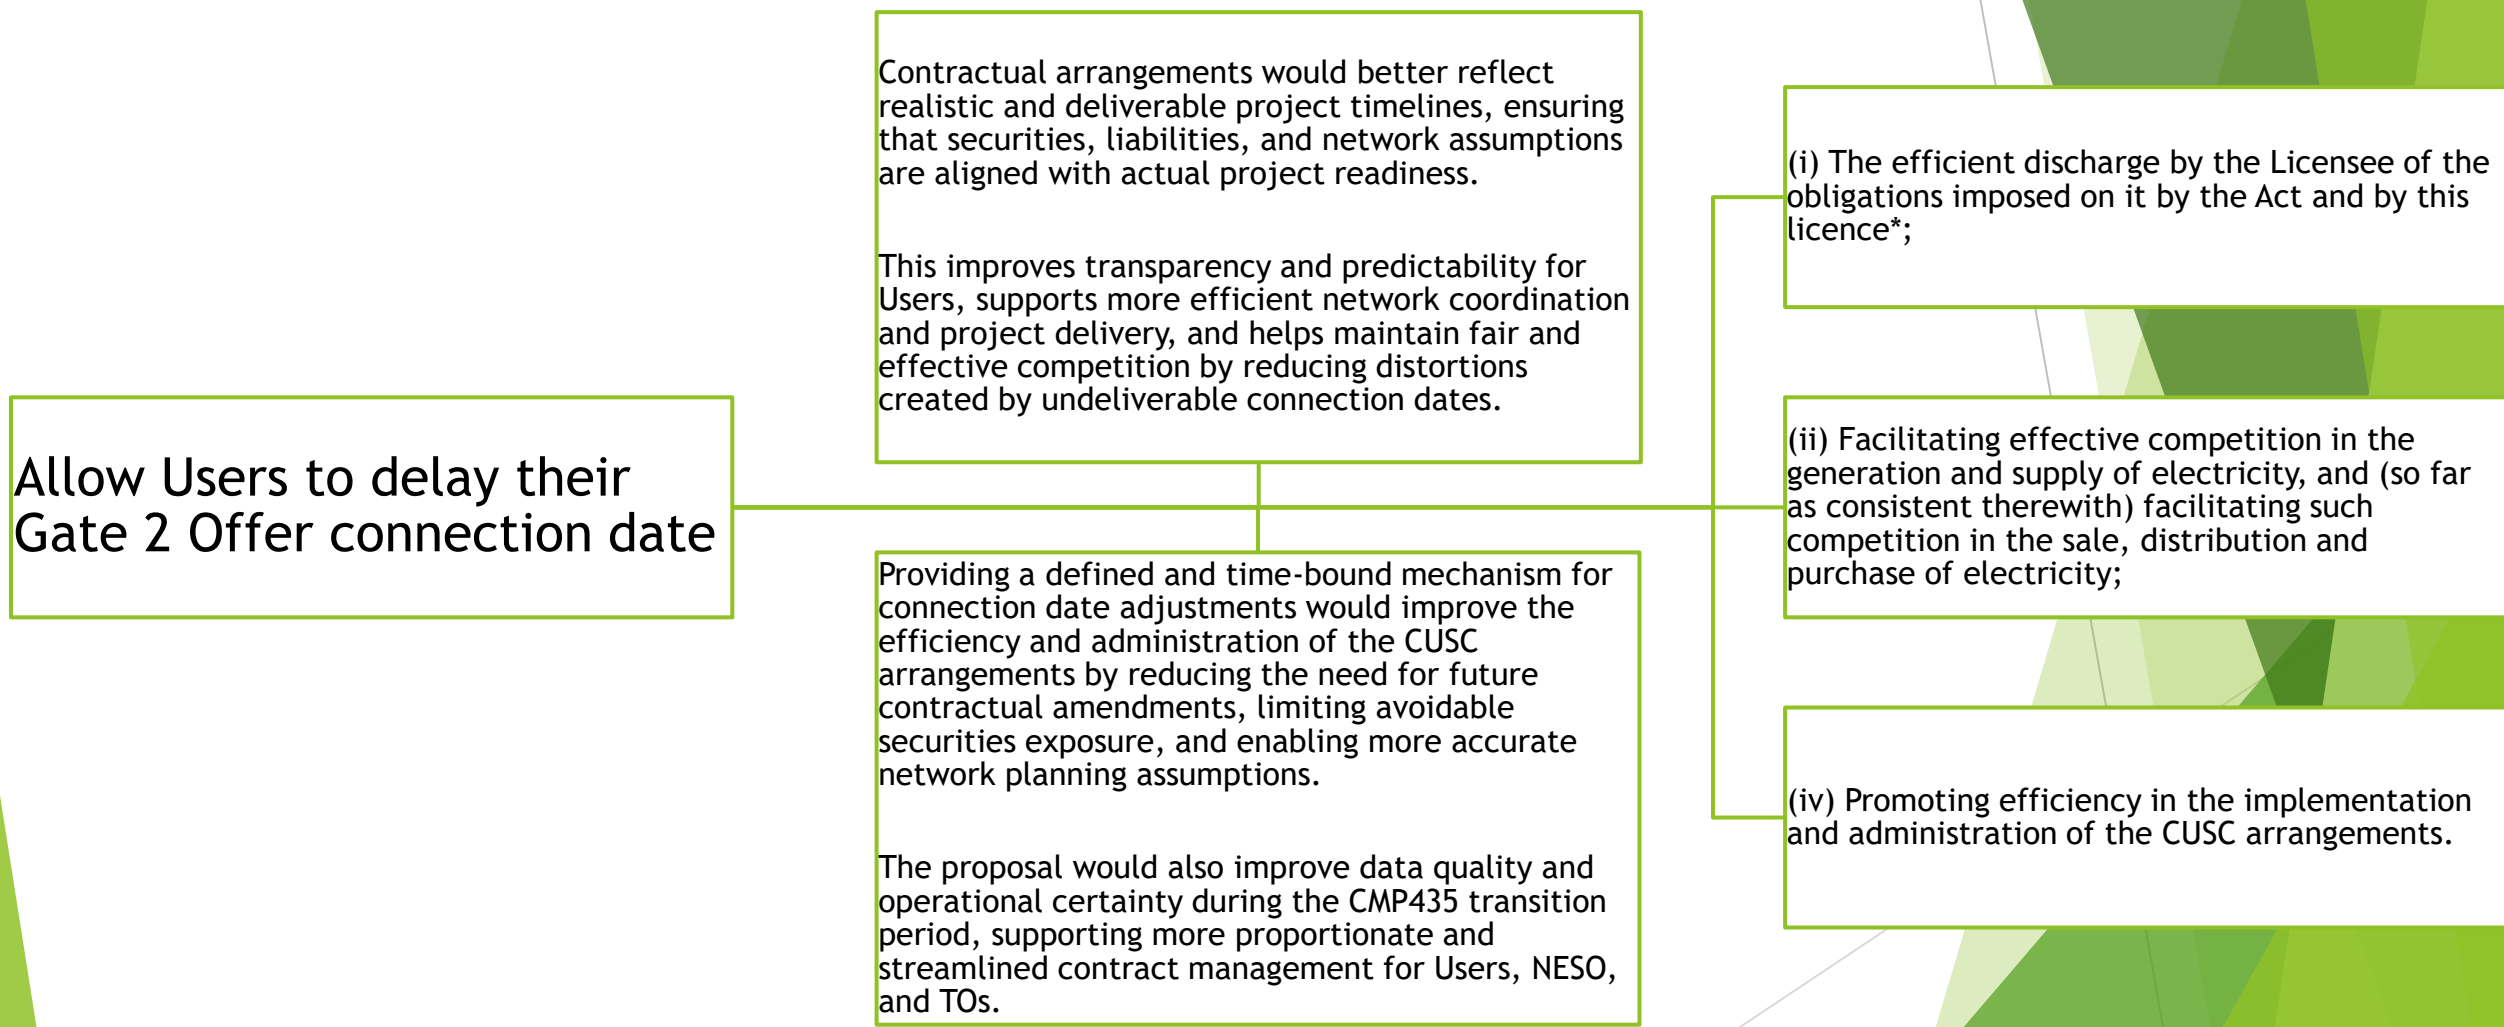 Allow Users to delay their
Gate 2 Offer connection date
Contractual arrangements would better reflect
realistic and deliverable project timelines, ensuring
that securities, liabilities, and network assumptions
are aligned with actual project readiness.
This improves transparency and predictability for
Users, supports more efficient network coordination
and project delivery, and helps maintain fair and
effective competition by reducing distortions
created by undeliverable connection dates.
Providing a defined and time-bound mechanism for
connection date adjustments would improve the
efficiency and administration of the CUSC
arrangements by reducing the need for future
contractual amendments, limiting avoidable
securities exposure, and enabling more accurate
network planning assumptions.
The proposal would also improve data quality and
operational certainty during the CMP435 transition
period, supporting more proportionate and
streamlined contract management for Users, NESO,
and TOs.
(i) The efficient discharge by the Licensee of the
obligations imposed on it by the Act and by this
licence*;
(ii) Facilitating effective competition in the
generation and supply of electricity, and (so far
as consistent therewith) facilitating such
competition in the sale, distribution and
purchase of electricity;
(iv) Promoting efficiency in the implementation
and administration of the CUSC arrangements.